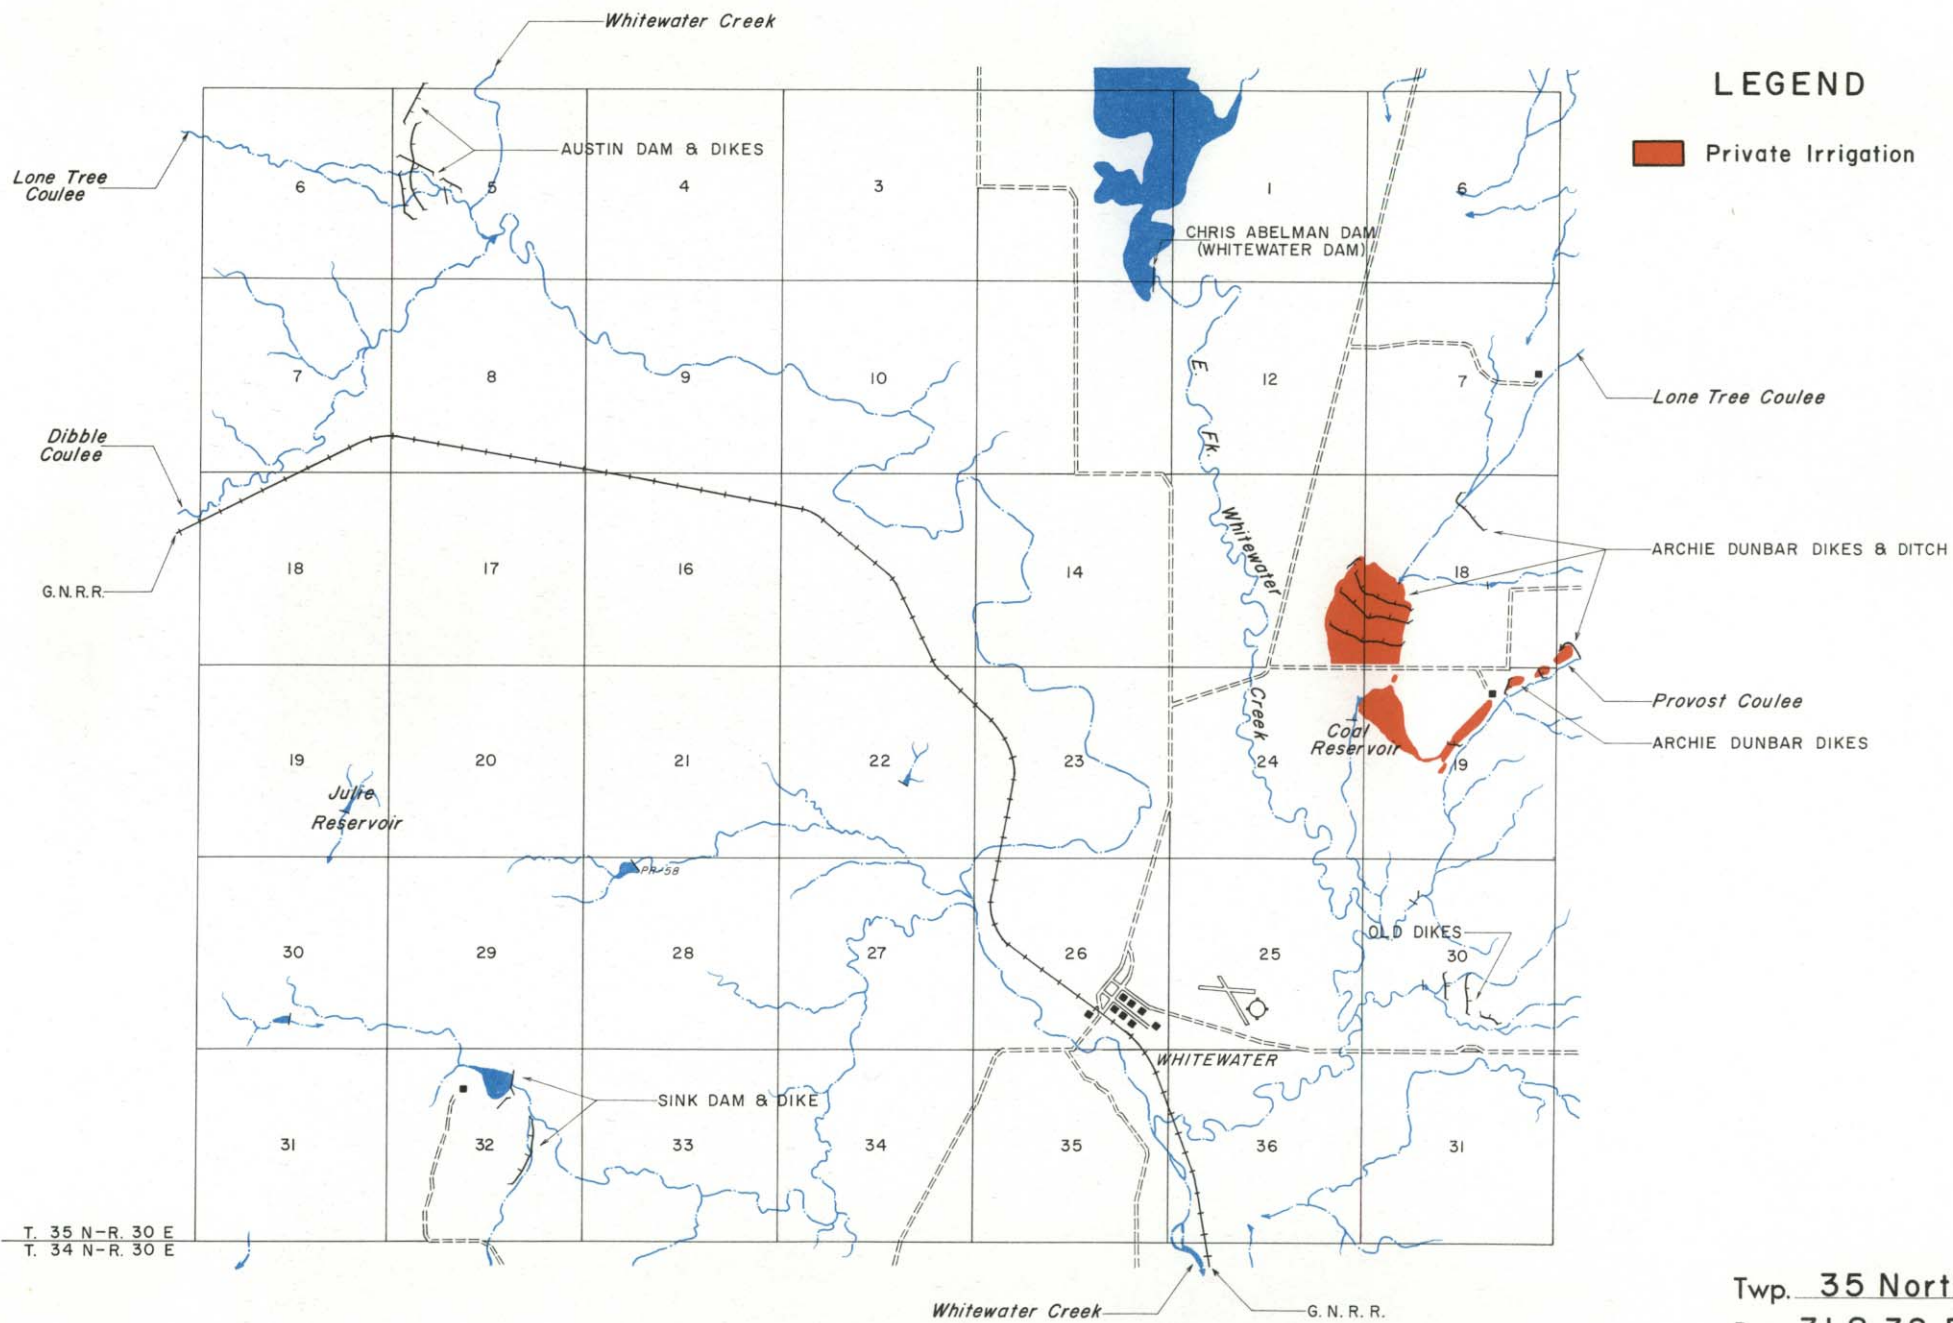 Whitewater Creek
LEGEND
Private Irrigation
AUSTIN DAM & DIKES
Lone Tree
Coulee
6
5
4
3
1
6
CHRIS ABELMAN DAM
(WHITEWATER DAM)
7
8
9
10
E. Fk. Whitewater Creek
12
7
Lone Tree Coulee
Dibble
Coulee
G.N.R.R.
18
17
16
14
18
ARCHIE DUNBAR DIKES & DITCH
Provost Coulee
ARCHIE DUNBAR DIKES
Coal
Reservoir
19
20
21
22
23
24
19
Julie
Reservoir
PR-58
OLD DIKES
30
29
28
27
26
25
30
WHITEWATER
SINK DAM & DIKE
31
32
33
34
35
36
31
T. 35 N-R. 30 E
T. 34 N-R. 30 E
Whitewater Creek
G. N. R. R.
Twp. 35 Nort